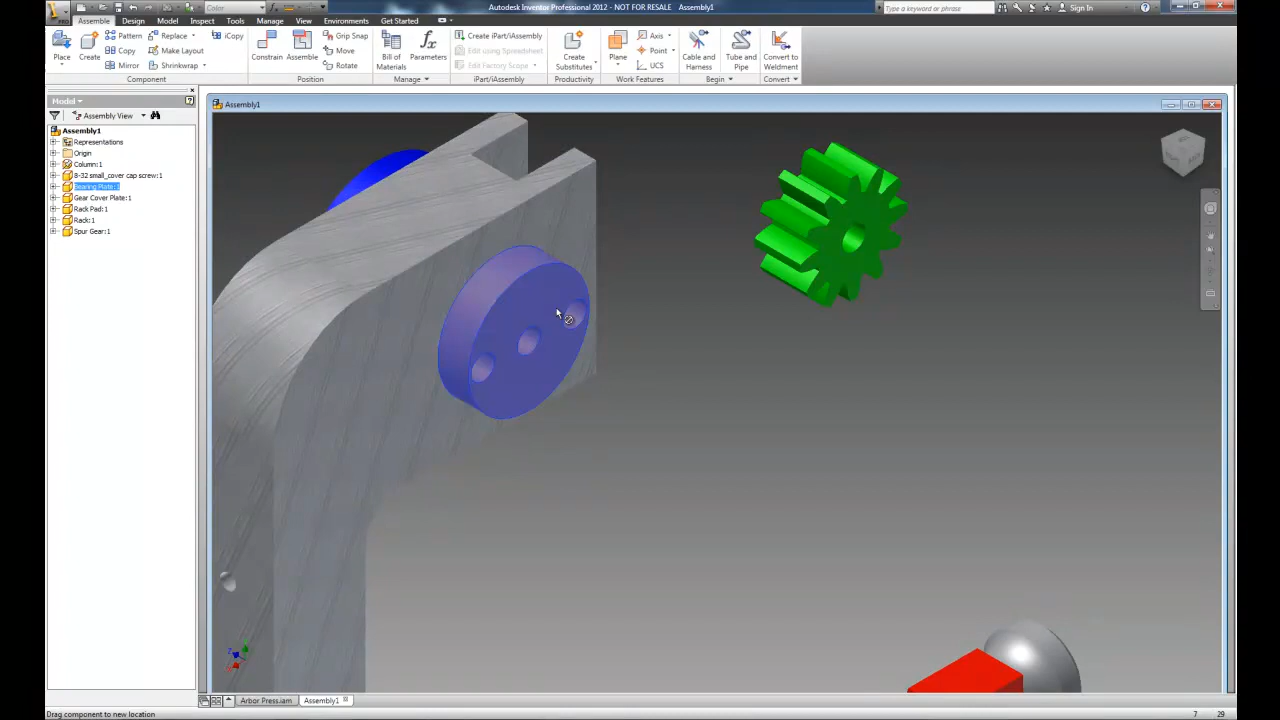 Autodesk Inventor Professional 2012 - NOT FOR RESALE Assembly1
Type a keyword or phrase
Sign In
PRO
Color
Assemble Design Model Inspect Tools Manage View Environments Get Started
Place
Create
Pattern
Copy
Mirror
Replace
Make Layout
Shrinkwrap
iCopy
Component
Constrain
Assemble
Grip Snap
Move
Rotate
Position
Bill of
Materials
Parameters
Manage
Create iPart/iAssembly
Edit using Spreadsheet
Edit Factory Scope
iPart/iAssembly
Create
Substitutes
Productivity
Plane
Axis
Point
UCS
Work Features
Cable and
Harness
Tube and
Pipe
Begin
Convert to
Weldment
Convert
Model
Assembly View
Assembly1
Representations
Origin
Column:1
8-32 small_cover cap screw:1
Bearing Plate:1
Gear Cover Plate:1
Rack Pad:1
Rack:1
Spur Gear:1
Assembly1
Arbor Press.iam
Assembly1
Drag component to new location
7
29